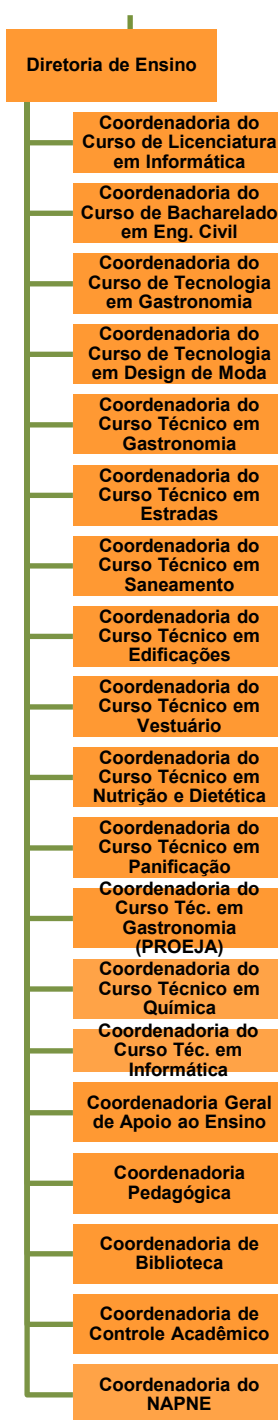 Diretoria de Ensino
Coordenadoria do
Curso de Licenciatura
em Informática
Coordenadoria do
Curso de Bacharelado
em Eng. Civil
Coordenadoria do
Curso de Tecnologia
em Gastronomia
Coordenadoria do
Curso de Tecnologia
em Design de Moda
Coordenadoria do
Curso Técnico em
Gastronomia
Coordenadoria do
Curso Técnico em
Estradas
Coordenadoria do
Curso Técnico em
Saneamento
Coordenadoria do
Curso Técnico em
Edificações
Coordenadoria do
Curso Técnico em
Vestuário
Coordenadoria do
Curso Técnico em
Nutrição e Dietética
Coordenadoria do
Curso Técnico em
Panificação
Coordenadoria do
Curso Téc. em
Gastronomia
(PROEJA)
Coordenadoria do
Curso Técnico em
Química
Coordenadoria do
Curso Téc. em
Informática
Coordenadoria Geral
de Apoio ao Ensino
Coordenadoria
Pedagógica
Coordenadoria de
Biblioteca
Coordenadoria de
Controle Acadêmico
Coordenadoria do
NAPNE